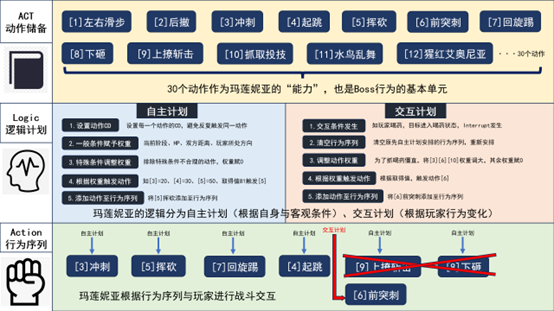 ACT
动作储备
[1]左右滑步
[2]后撤
[3]冲刺
[4]起跳
[5]挥砍
[6]前突刺
[7]回旋踢
[8]下砸
[9]上撩斩击
[10]抓取投技
[11]水鸟乱舞
[12]猩红艾奥尼亚
···30个动作
30个动作作为玛莲妮亚的“能力”，也是Boss行为的基本单元
Logic
逻辑计划
自主计划
1. 设置动作CD 设置每一个动作的CD，避免反复触发同一动作
2. 一般条件赋予权重 当前阶段、HP、双方距离、玩家所处方向
3. 特殊条件调整权重 排除特殊条件不合理的动作，权重赋0
4. 根据权重触发动作 如[3]=20、[4]=30、[5]=50、取得值81触发[5]
5. 添加动作至行为序列 将[5]挥砍添加至行为序列
交互计划
1. 交互条件发生 如玩家喝药，目标进入喝药状态，Interrupt发生
2. 清空行为序列 清空原先自主计划安排的行为序列，重新安排
3. 调整动作权重 为了抓喝药硬直，将[3][6][10]权重调大，其余权重赋0
4. 根据权重触发动作 根据取得值，触发动作[6]
5. 添加动作至行为序列 将[6]前突刺添加至行为序列
玛莲妮亚的逻辑分为自主计划（根据自身与客观条件）、交互计划（根据玩家行为变化）
Action
行为序列
自主计划
自主计划
自主计划
自主计划
交互计划
自主计划
自主计划
[3]冲刺
[5]挥砍
[7]回旋踢
[4]起跳
[9]上撩斩击
[8]下砸
[6]前突刺
玛莲妮亚根据行为序列与玩家进行战斗交互